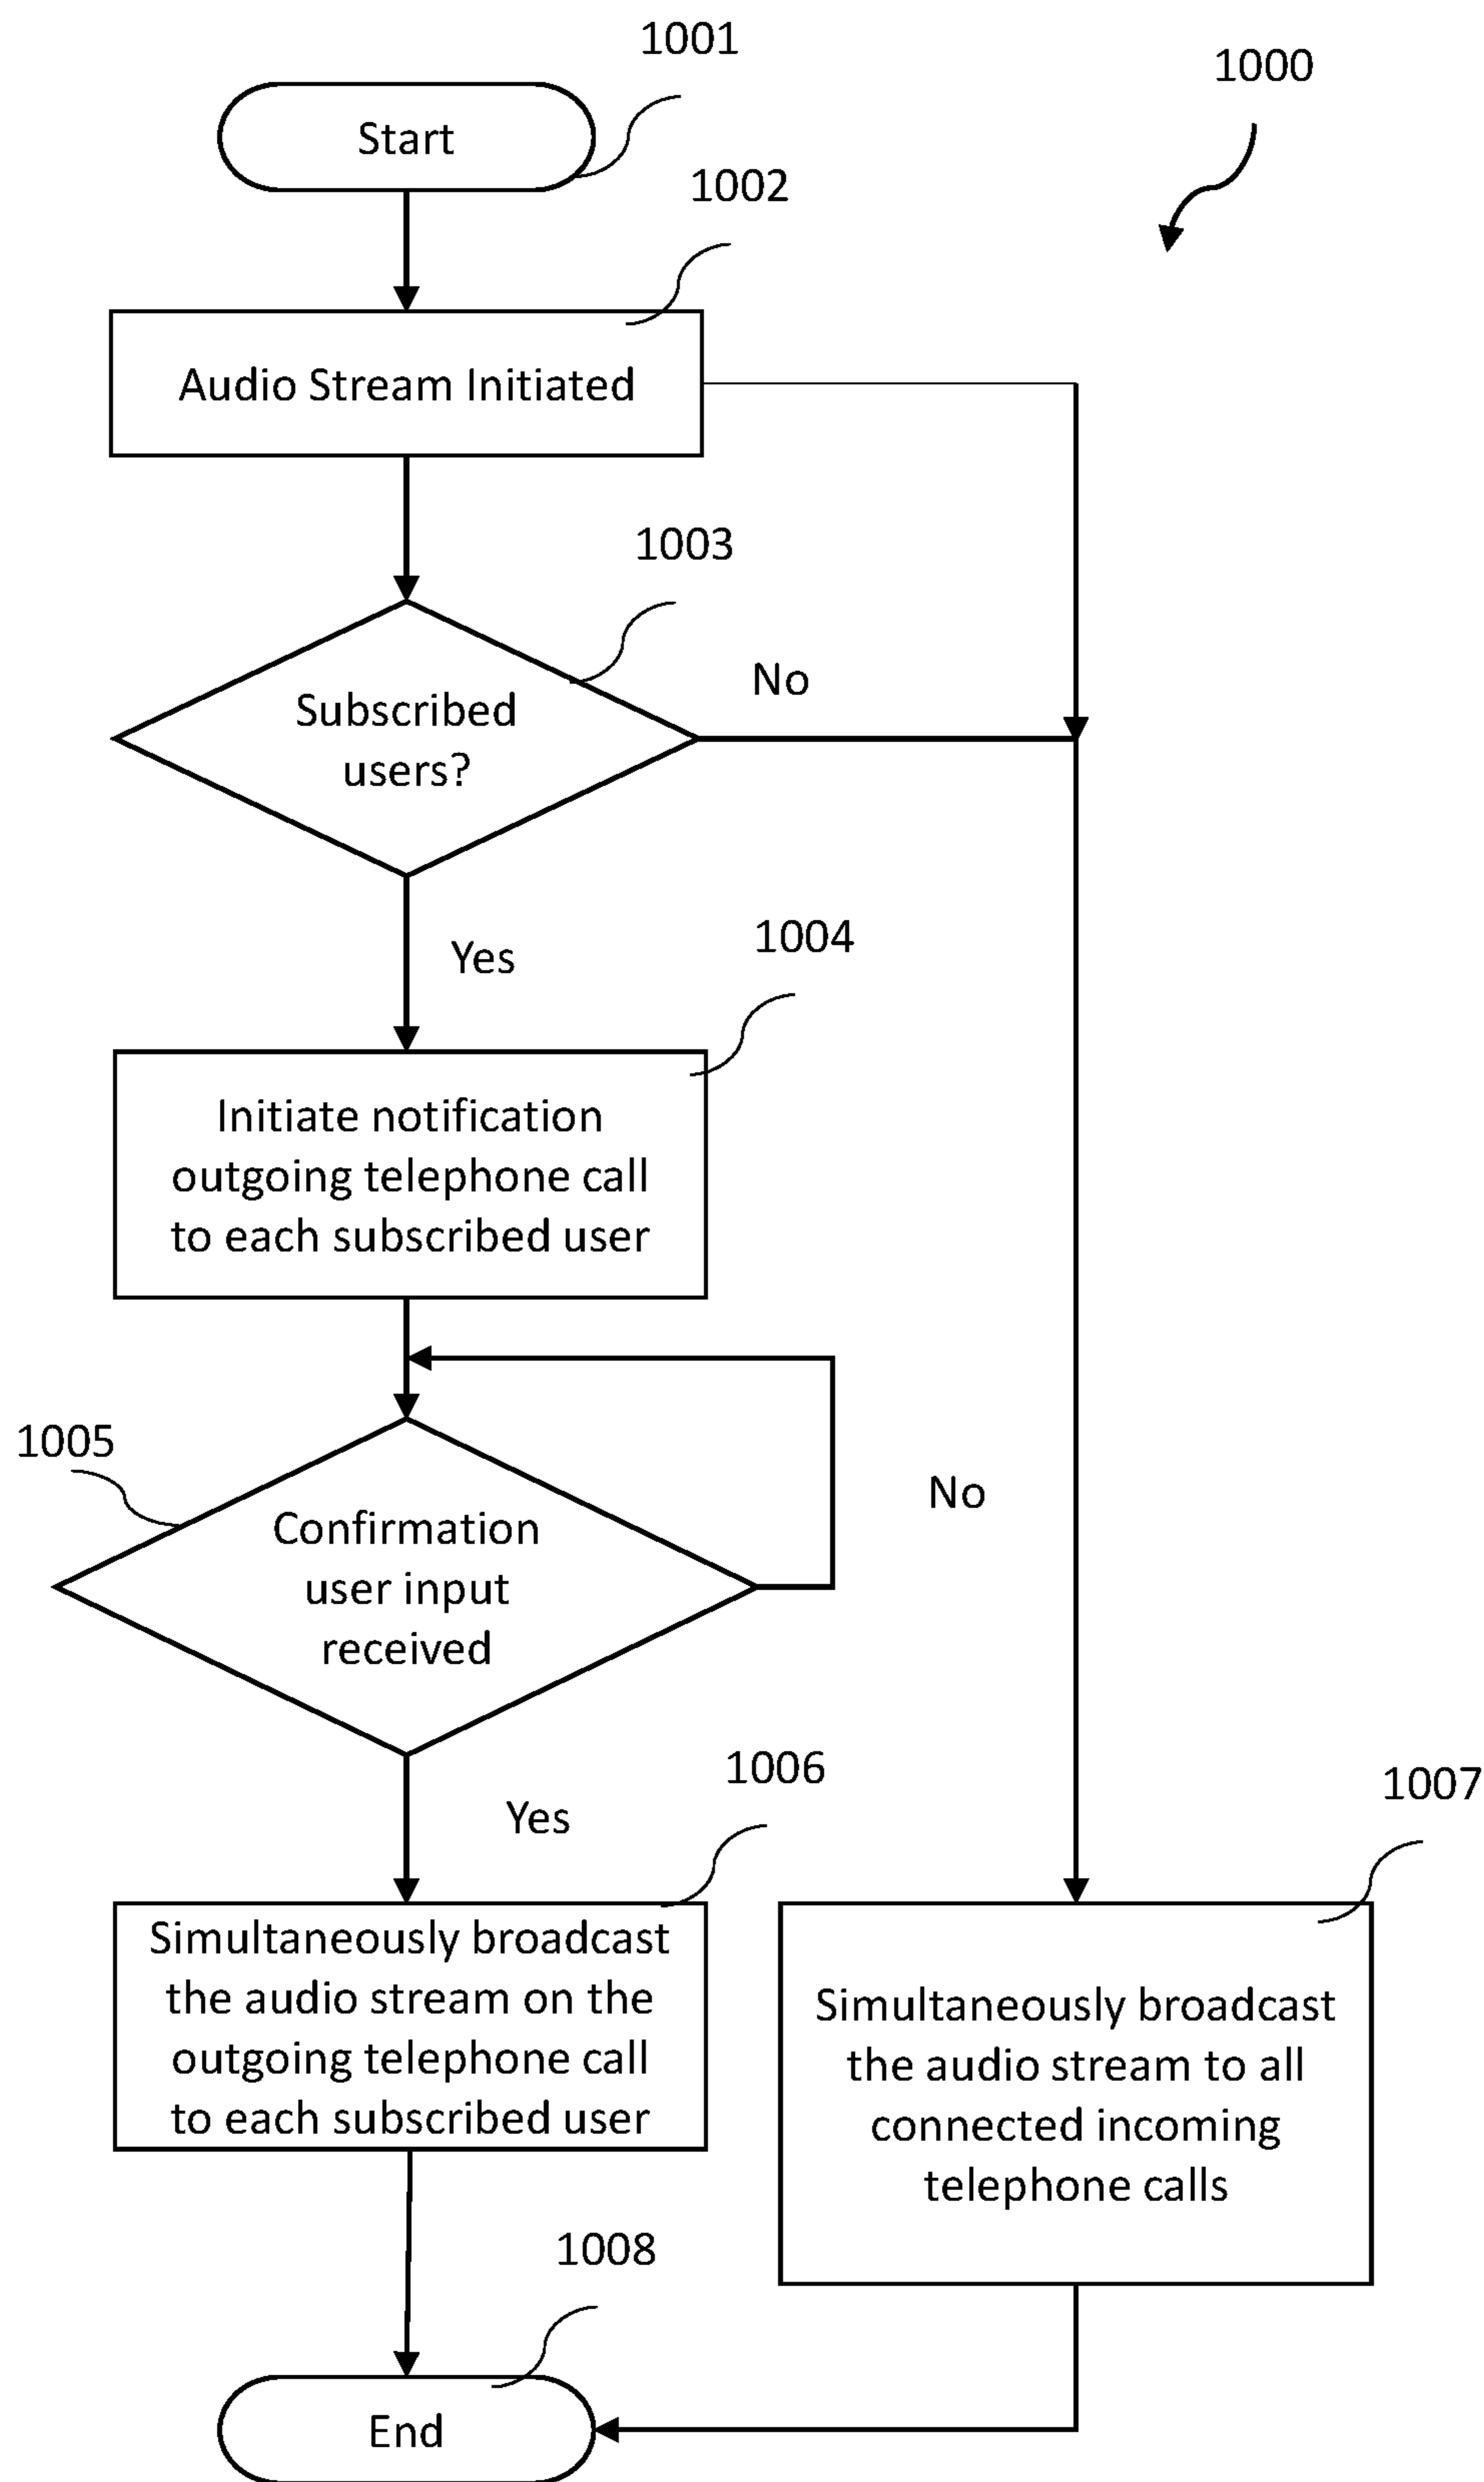 1001
1000
Start
1002
Audio Stream Initiated
1003
No
Subscribed
users?
1004
Yes
Initiate notification
outgoing telephone call
to each subscribed user
1005
No
Confirmation
user input
received
1006
1007
Yes
Simultaneously broadcast
the audio stream on the
outgoing telephone call
to each subscribed user
Simultaneously broadcast
the audio stream to all
connected incoming
telephone calls
1008
End